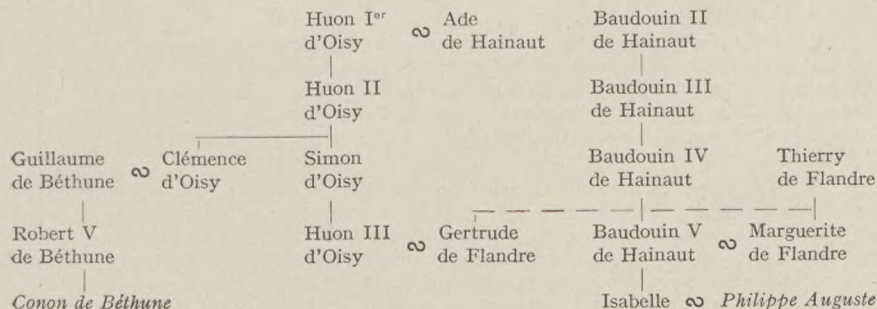 Huon Ier ∾ Ade Baudouin II
d'Oisy de Hainaut de Hainaut
Huon II Baudouin III
d'Oisy de Hainaut
Guillaume ∾ Clémence Simon Baudouin IV Thierry
de Béthune d'Oisy d'Oisy de Hainaut de Flandre
Robert V Huon III ∾ Gertrude Baudouin V ∾ Marguerite
de Béthune d'Oisy de Flandre de Hainaut de Flandre
Conon de Béthune Isabelle ∾ Philippe Auguste